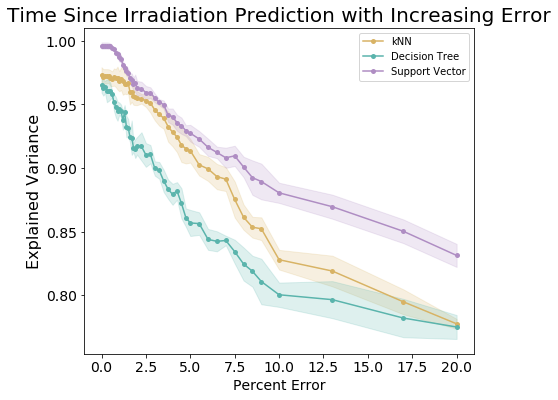 Time Since Irradiation Prediction with Increasing Error
kNN
Decision Tree
Support Vector
Explained Variance
1.00
0.95
0.90
0.85
0.80
0.0 2.5 5.0 7.5 10.0 12.5 15.0 17.5 20.0
Percent Error